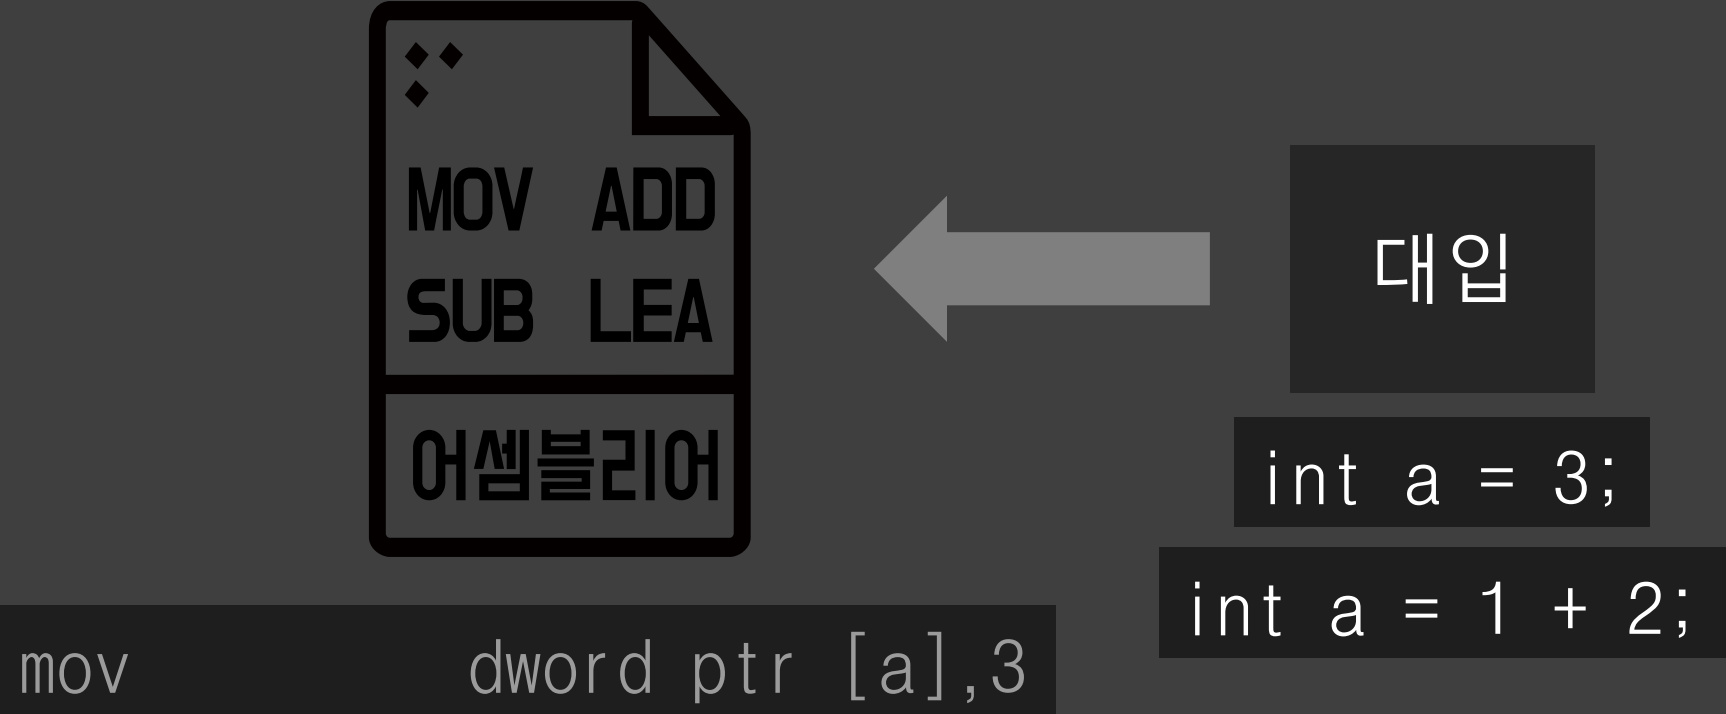 MOV ADD
SUB LEA
어셈블리어
대입
int a = 3;
int a = 1 + 2;
mov dword ptr [a],3